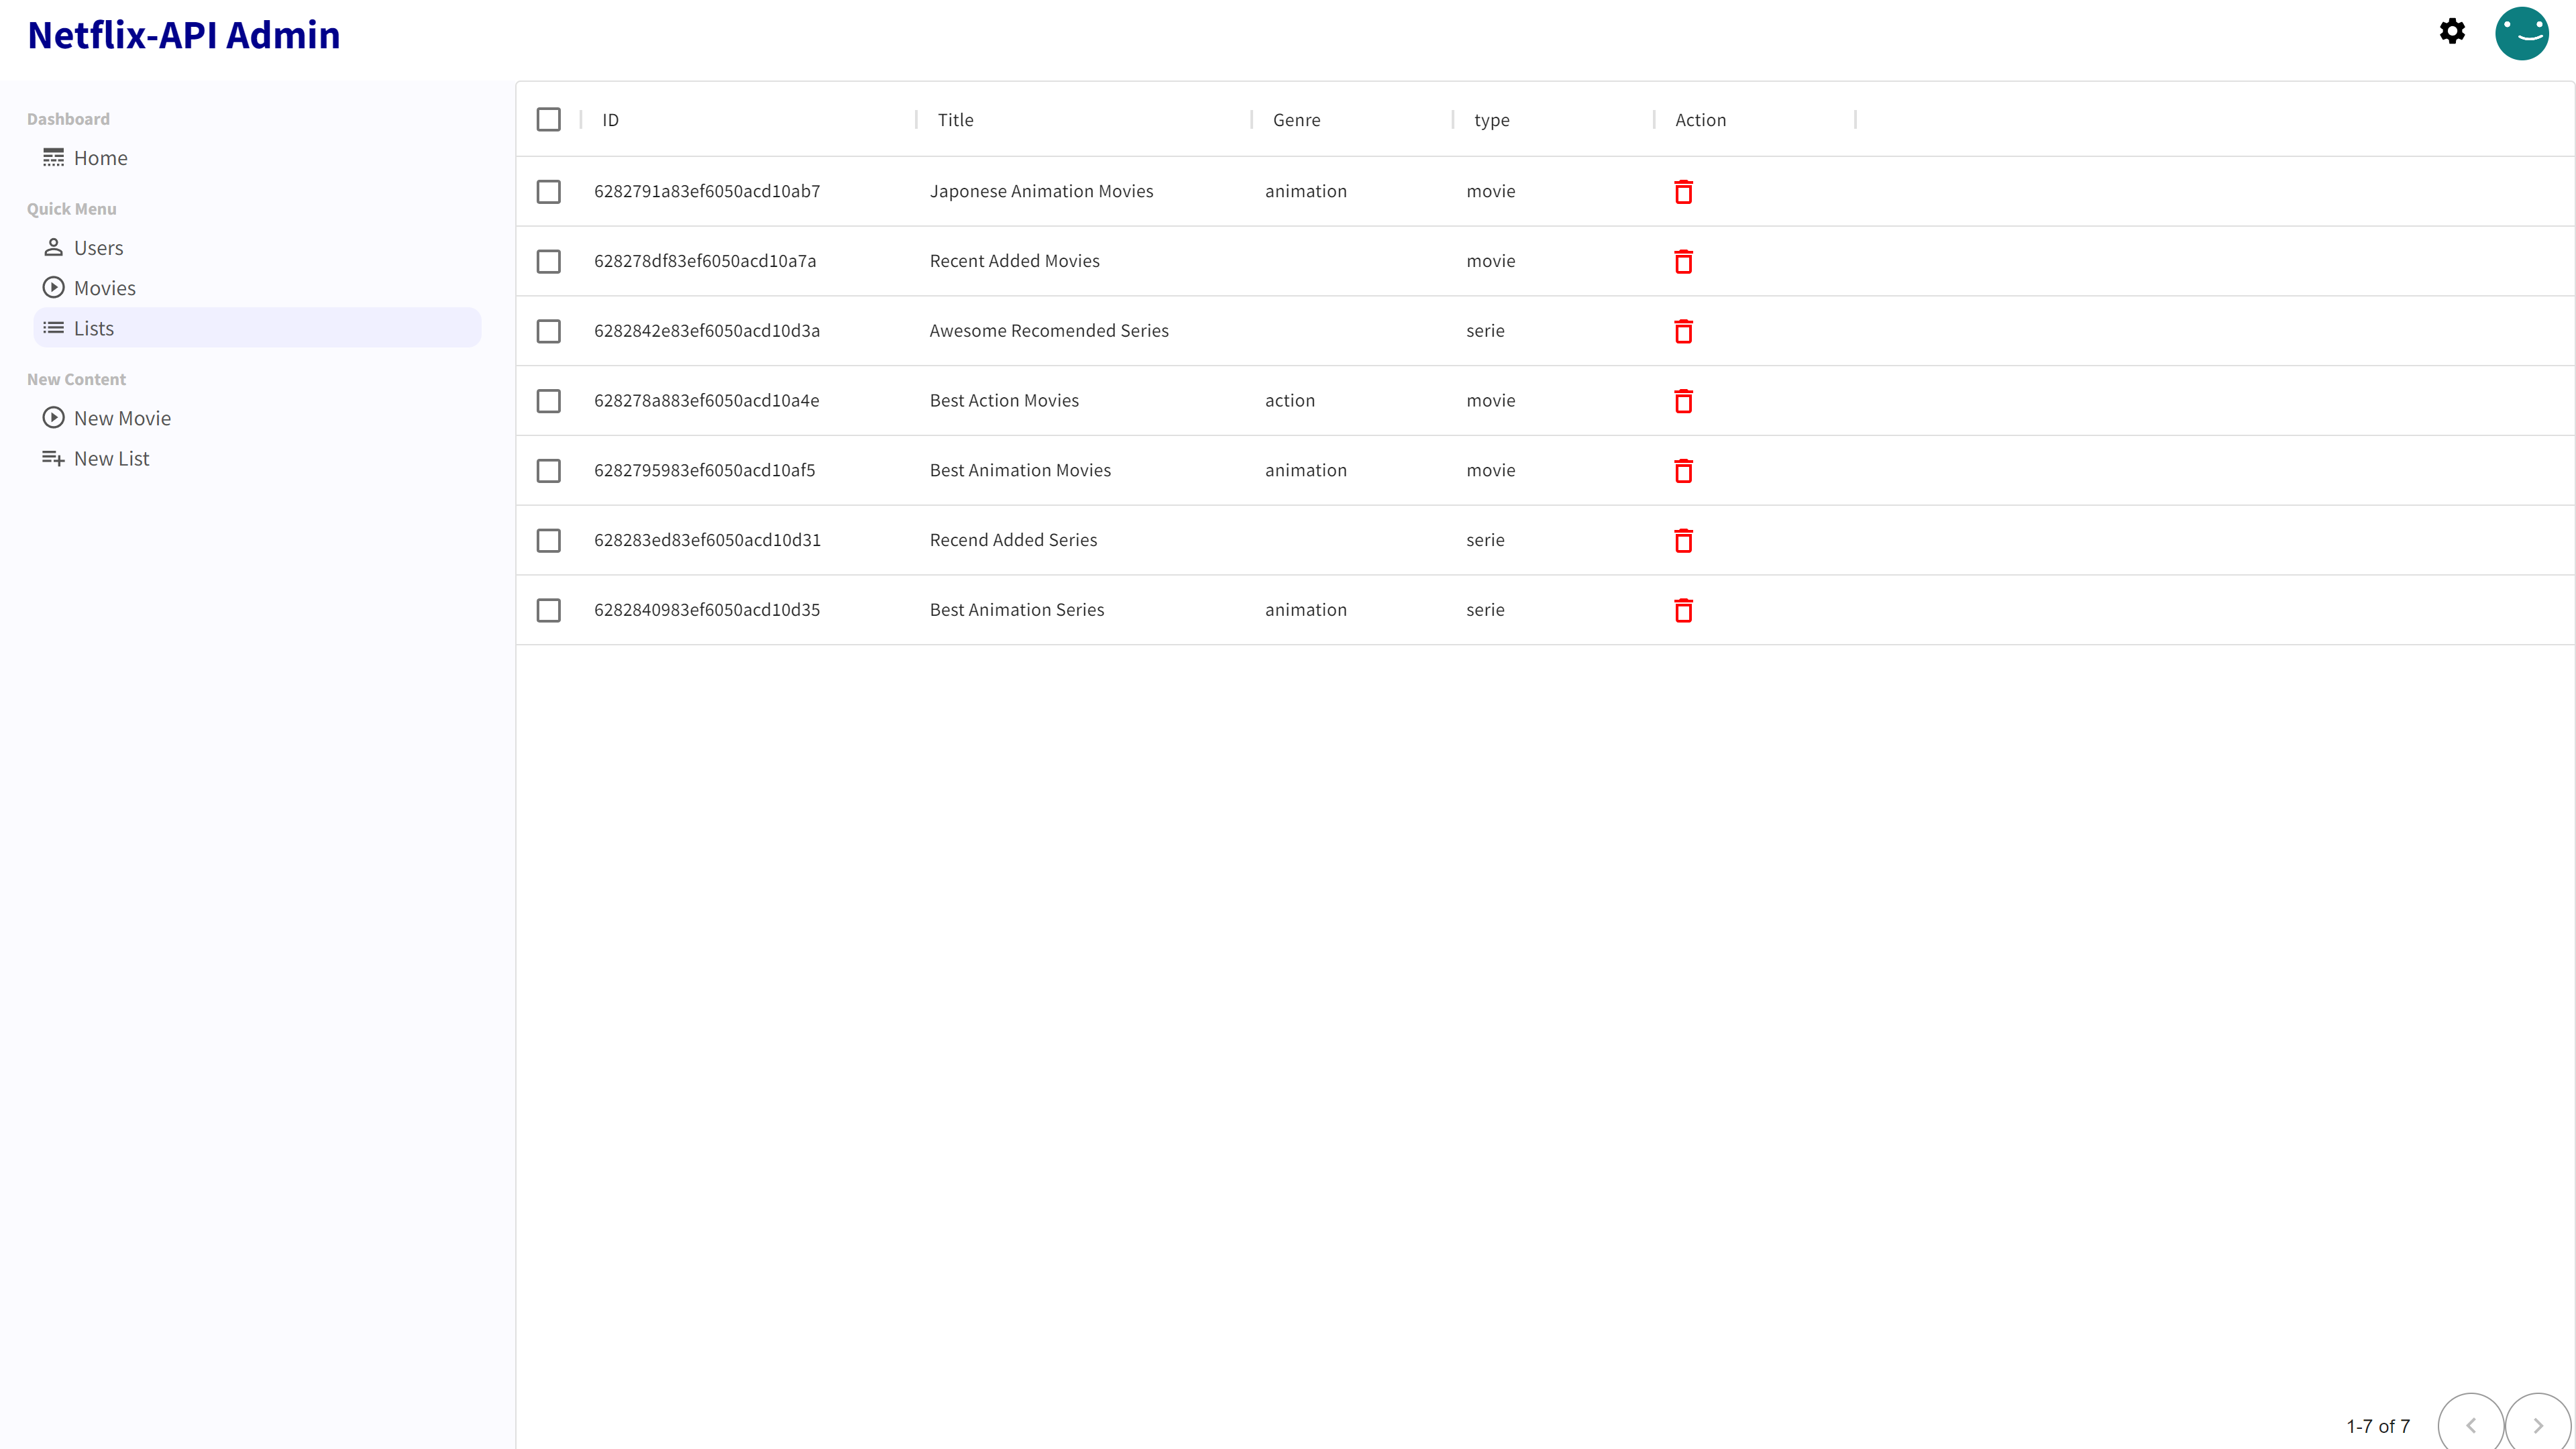 Netflix-API Admin
Dashboard
Home
Quick Menu
Users
Movies
Lists
New Content
New Movie
New List
ID Title Genre type Action
6282791a83ef6050acd10ab7 Japonese Animation Movies animation movie
628278df83ef6050acd10a7a Recent Added Movies movie
6282842e83ef6050acd10d3a Awesome Recomended Series serie
628278a883ef6050acd10a4e Best Action Movies action movie
6282795983ef6050acd10af5 Best Animation Movies animation movie
628283ed83ef6050acd10d31 Recend Added Series serie
6282840983ef6050acd10d35 Best Animation Series animation serie
1-7 of 7